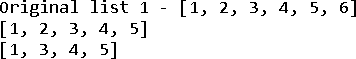 Original list 1 - [1, 2, 3, 4, 5, 6]
[1, 2, 3, 4, 5]
[1, 3, 4, 5]